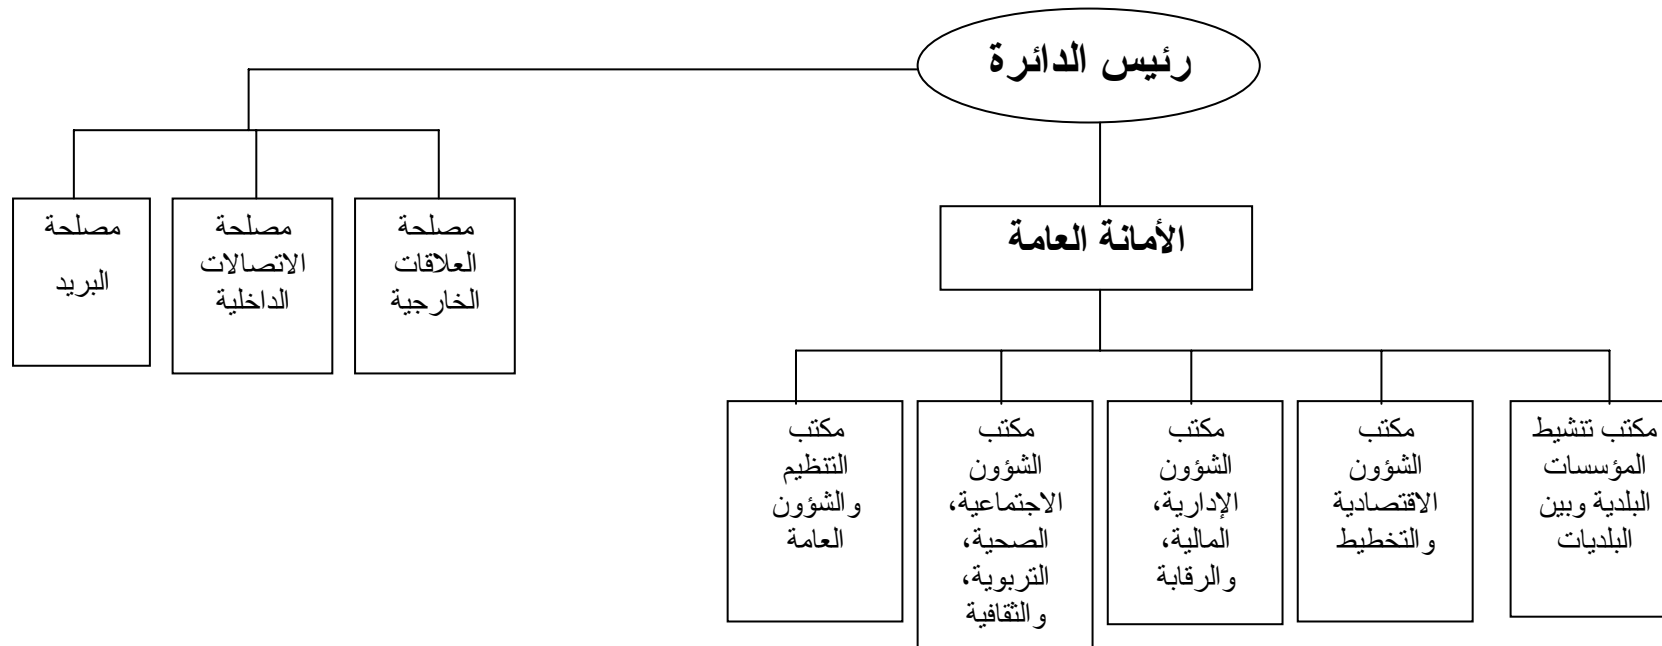 رئيس الدائرة
مصلحة
العلاقات
الخارجية
مصلحة
الاتصالات
الداخلية
مصلحة
البريد
الأمانة العامة
مكتب تنشيط
المؤسسات
البلدية وبين
البلديات
مكتب
الشؤون
الاقتصادية
والتخطيط
مكتب
الشؤون
الإدارية،
المالية،
والرقابة
مكتب
الشؤون
الاجتماعية،
الصحية،
التربوية،
والثقافية
مكتب
التنظيم
والشؤون
العامة